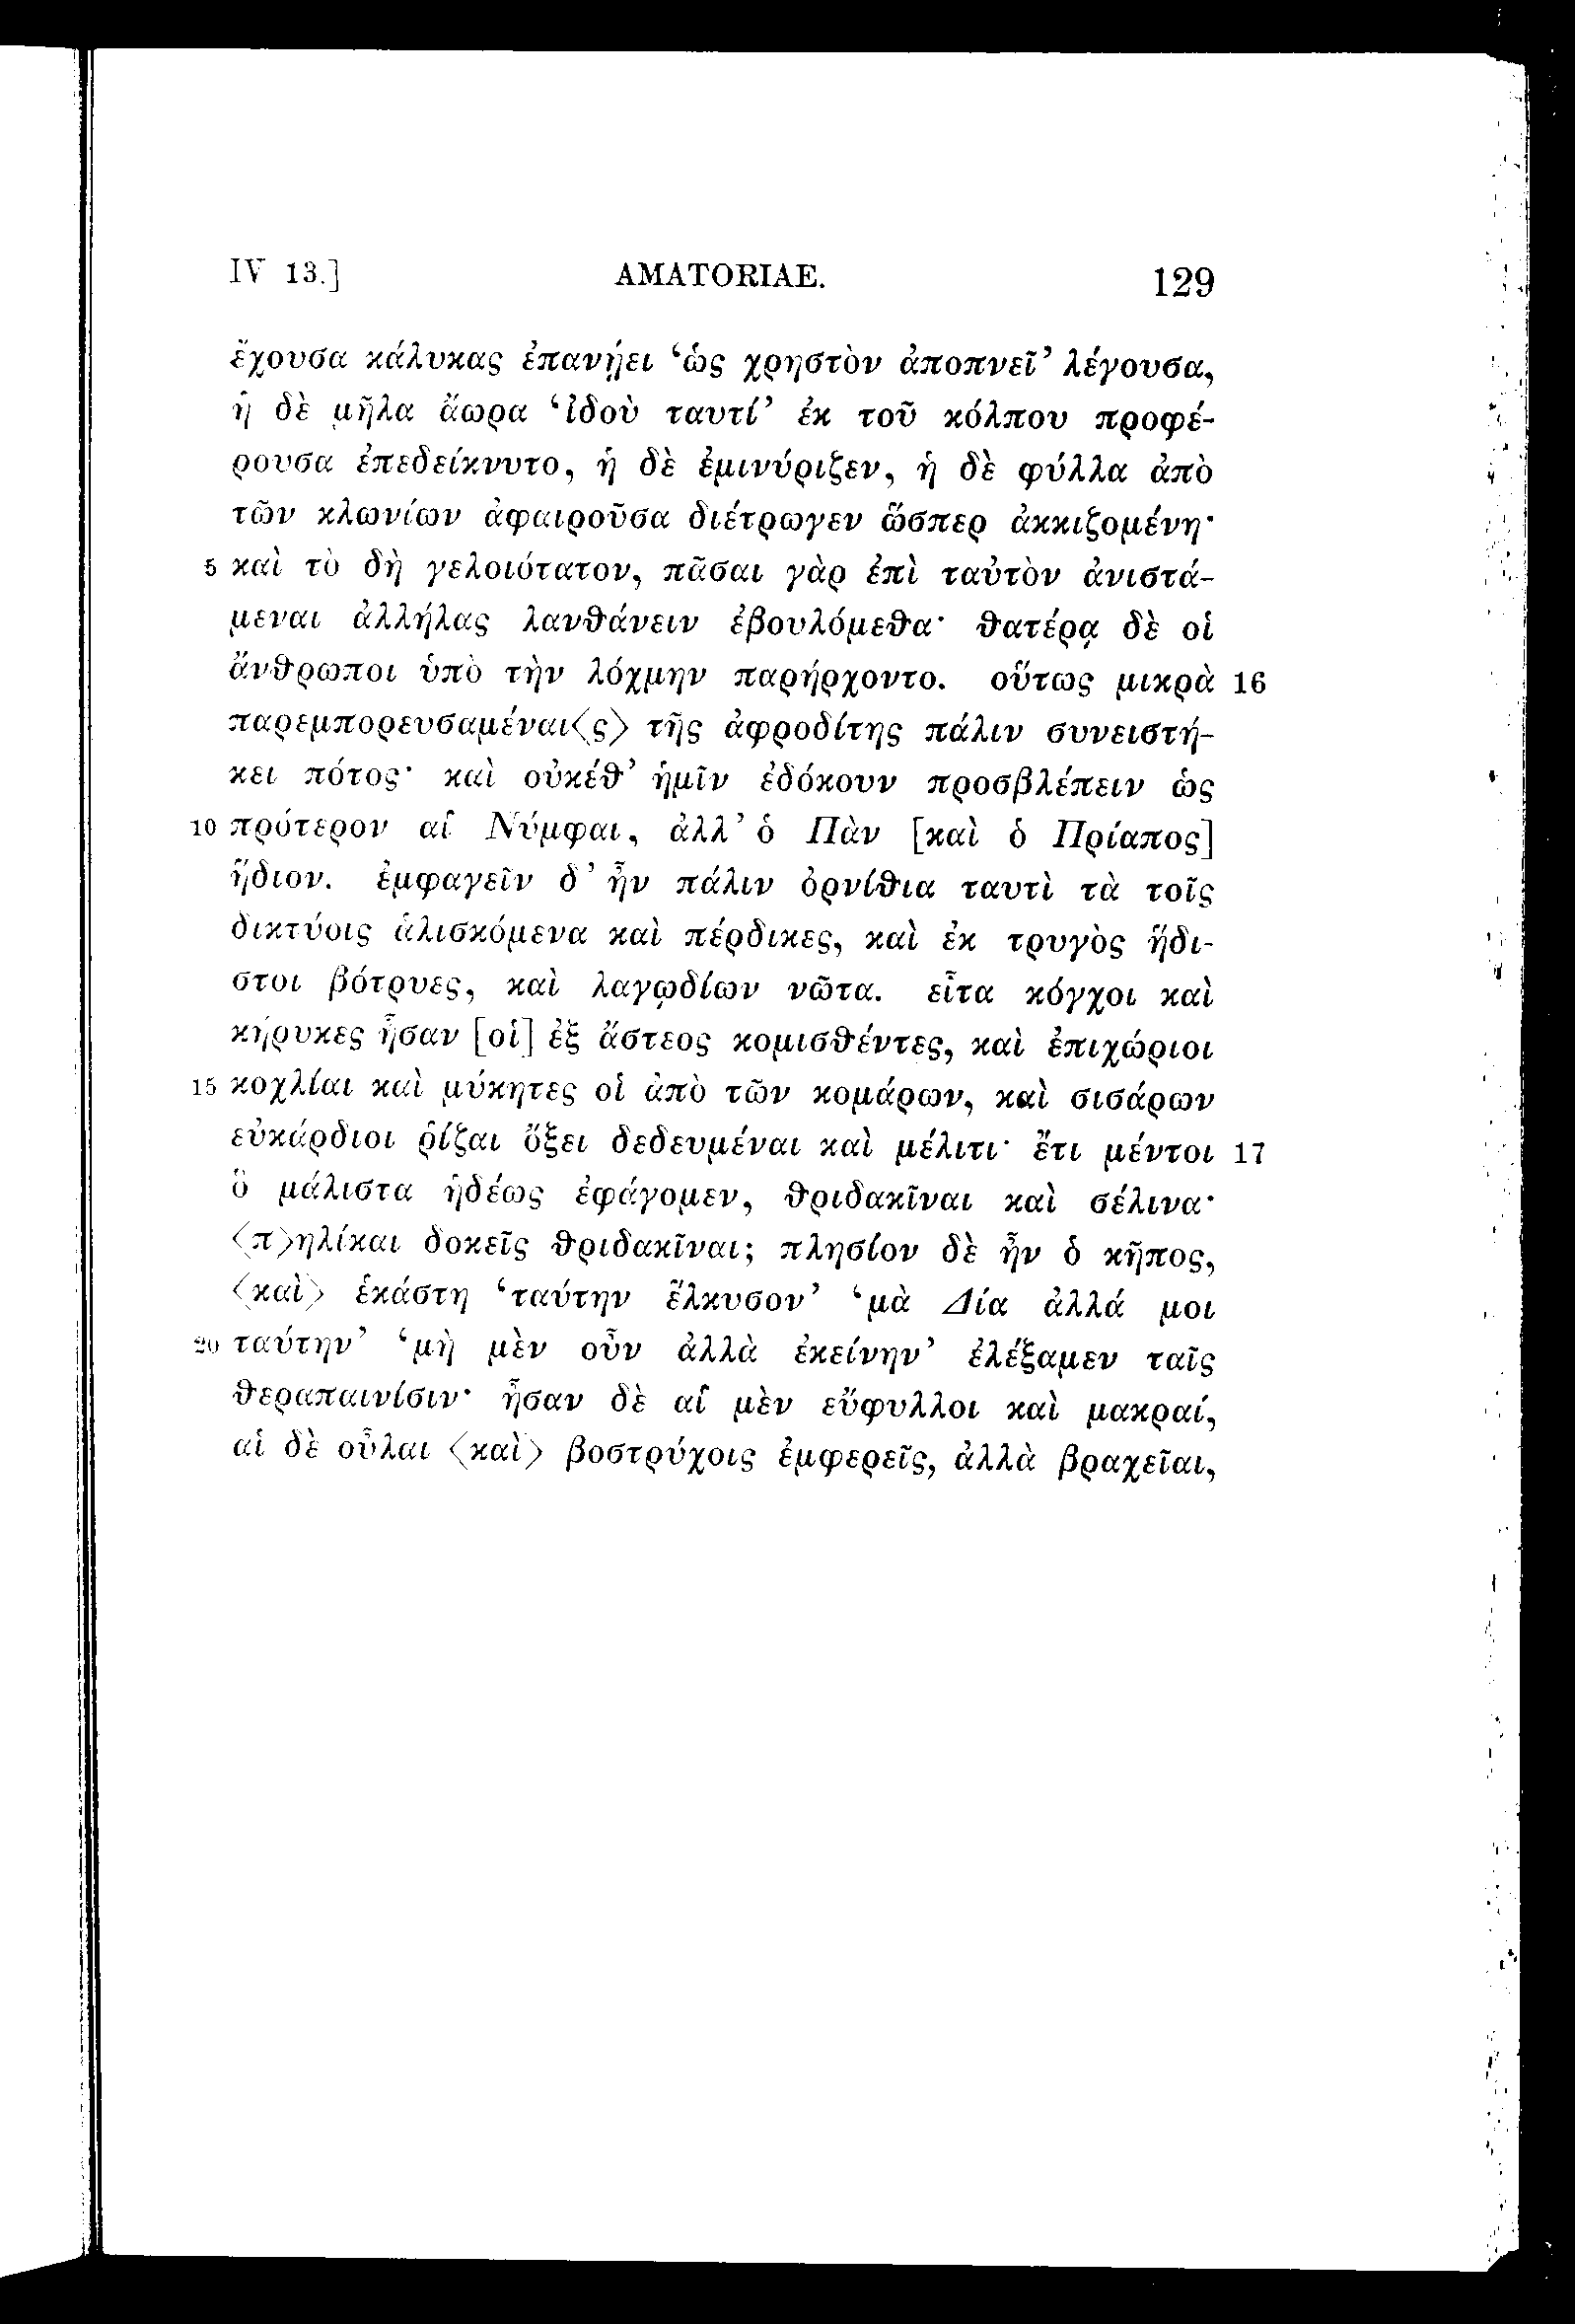 IV 13.] AMATORIAE. 129
ἔχουσα κάλυκας ἐπανῄει ‘ὡς χρηστὸν ἀποπνεῖ’ λέγουσα,
ἡ δὲ μῆλα ἄωρα ‘ἰδοὺ ταυτί’ ἐκ τοῦ κόλπου προφέ-
ρουσα ἐπεδείκνυτο, ἡ δὲ ἐμινύριζεν, ἡ δὲ φύλλα ἀπὸ
τῶν κλωνίων ἀφαιροῦσα διέτρωγεν ὥσπερ ἀκκιζομένη·
5 καὶ τὸ δὴ γελοιότατον, πᾶσαι γὰρ ἐπὶ ταὐτὸν ἀνιστά-
μεναι ἀλλήλας λανθάνειν ἐβουλόμεθα· θατέρᾳ δὲ οἱ
ἄνθρωποι ὑπὸ τὴν λόχμην παρήρχοντο. οὕτως μικρὰ 16
παρεμπορευσαμέναι⟨ς⟩ τῆς ἀφροδίτης πάλιν συνειστή-
κει πότος· καὶ οὐκέθ’ ἡμῖν ἐδόκουν προσβλέπειν ὡς
10 πρότερον αἱ Νύμφαι, ἀλλ’ ὁ Πὰν [καὶ ὁ Πρίαπος]
ἥδιον. ἐμφαγεῖν δ’ ἦν πάλιν ὀρνίθια ταυτὶ τὰ τοῖς
δικτύοις ἁλισκόμενα καὶ πέρδικες, καὶ ἐκ τρυγὸς ἥδι-
στοι βότρυες, καὶ λαγῳδίων νῶτα. εἶτα κόγχοι καὶ
κήρυκες ἦσαν [οἱ] ἐξ ἄστεος κομισθέντες, καὶ ἐπιχώριοι
15 κοχλίαι καὶ μύκητες οἱ ἀπὸ τῶν κομάρων, καὶ σισάρων
εὐκάρδιοι ῥίζαι ὄξει δεδευμέναι καὶ μέλιτι· ἔτι μέντοι 17
ὃ μάλιστα ἡδέως ἐφάγομεν, θριδακῖναι καὶ σέλινα·
⟨π⟩ηλίκαι δοκεῖς θριδακῖναι; πλησίον δὲ ἦν ὁ κῆπος,
⟨καὶ⟩ ἑκάστη ‘ταύτην ἕλκυσον’ ‘μὰ Δία ἀλλά μοι
20 ταύτην’ ‘μὴ μὲν οὖν ἀλλὰ ἐκείνην’ ἐλέξαμεν ταῖς
θεραπαινίσιν· ἦσαν δὲ αἱ μὲν εὔφυλλοι καὶ μακραί,
αἱ δὲ οὖλαι ⟨καὶ⟩ βοστρύχοις ἐμφερεῖς, ἀλλὰ βραχεῖαι,